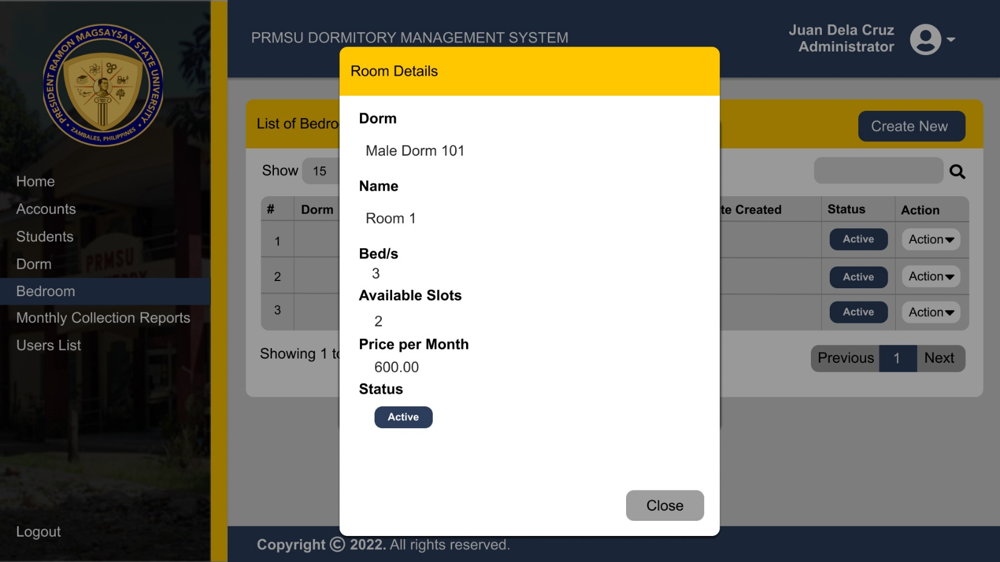 PRESIDENT RAMON MAGSAYSAY STATE UNIVERSITY
ZAMBALES, PHILIPPINES
PRMSU
Home
Accounts
Students
Dorm
Bedroom
Monthly Collection Reports
Users List
Logout
PRMSU DORMITORY MANAGEMENT SYSTEM
Juan Dela Cruz
Administrator
List of Bedro
Create New
Show 15
# Dorm te Created Status Action
1 Active Action
2 Active Action
3 Active Action
Showing 1 to
Previous 1 Next
Room Details
Dorm
Male Dorm 101
Name
Room 1
Bed/s
3
Available Slots
2
Price per Month
600.00
Status
Active
Close
Copyright © 2022. All rights reserved.